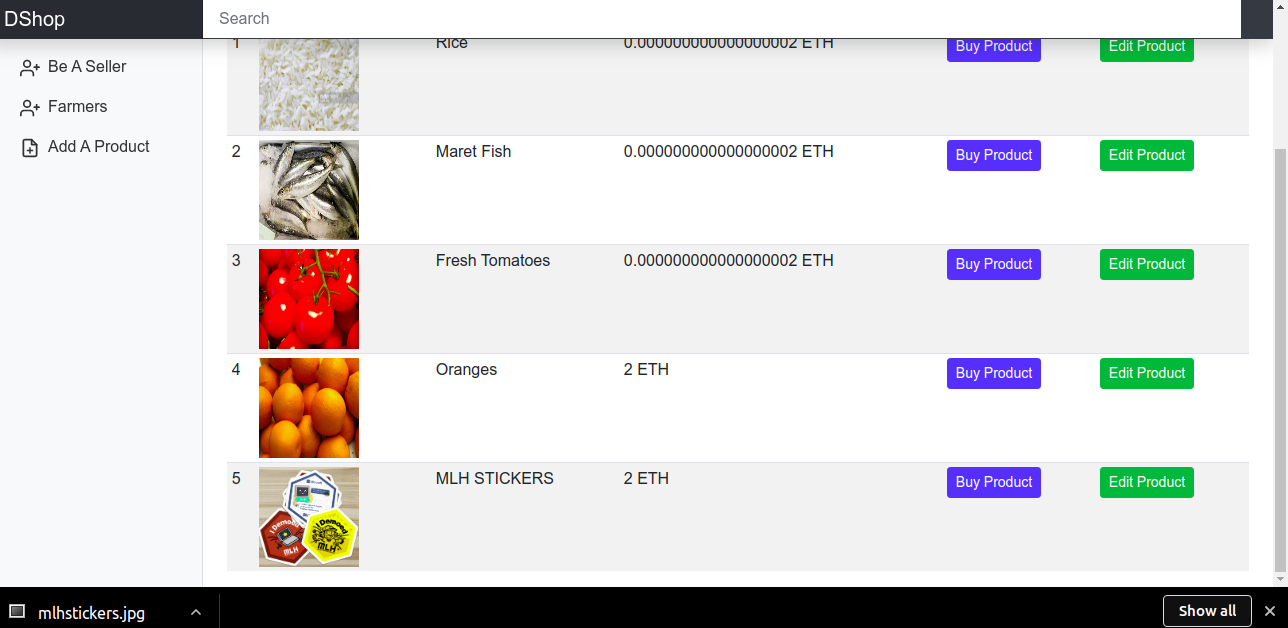 DShop
Search
Be A Seller
Farmers
Add A Product
1 Rice 0.000000000000000002 ETH Buy Product Edit Product
2 Maret Fish 0.000000000000000002 ETH Buy Product Edit Product
3 Fresh Tomatoes 0.000000000000000002 ETH Buy Product Edit Product
4 Oranges 2 ETH Buy Product Edit Product
5 MLH STICKERS 2 ETH Buy Product Edit Product
I Demoed
MLH
I Demoed
MLH
mlhstickers.jpg
Show all